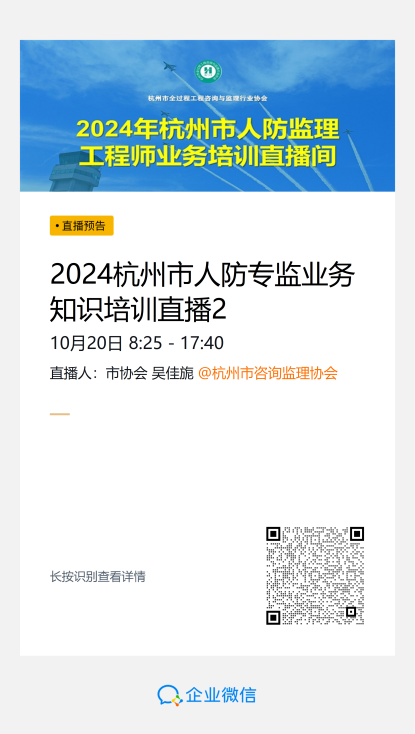 杭州市全过程工程咨询与监理行业协会
2024年杭州市人防监理
工程师业务培训直播间
• 直播预告
2024杭州市人防专监业务
知识培训直播2
10月20日 8:25 - 17:40
直播人：市协会 吴佳旎 @杭州市咨询监理协会
长按识别查看详情
企业微信